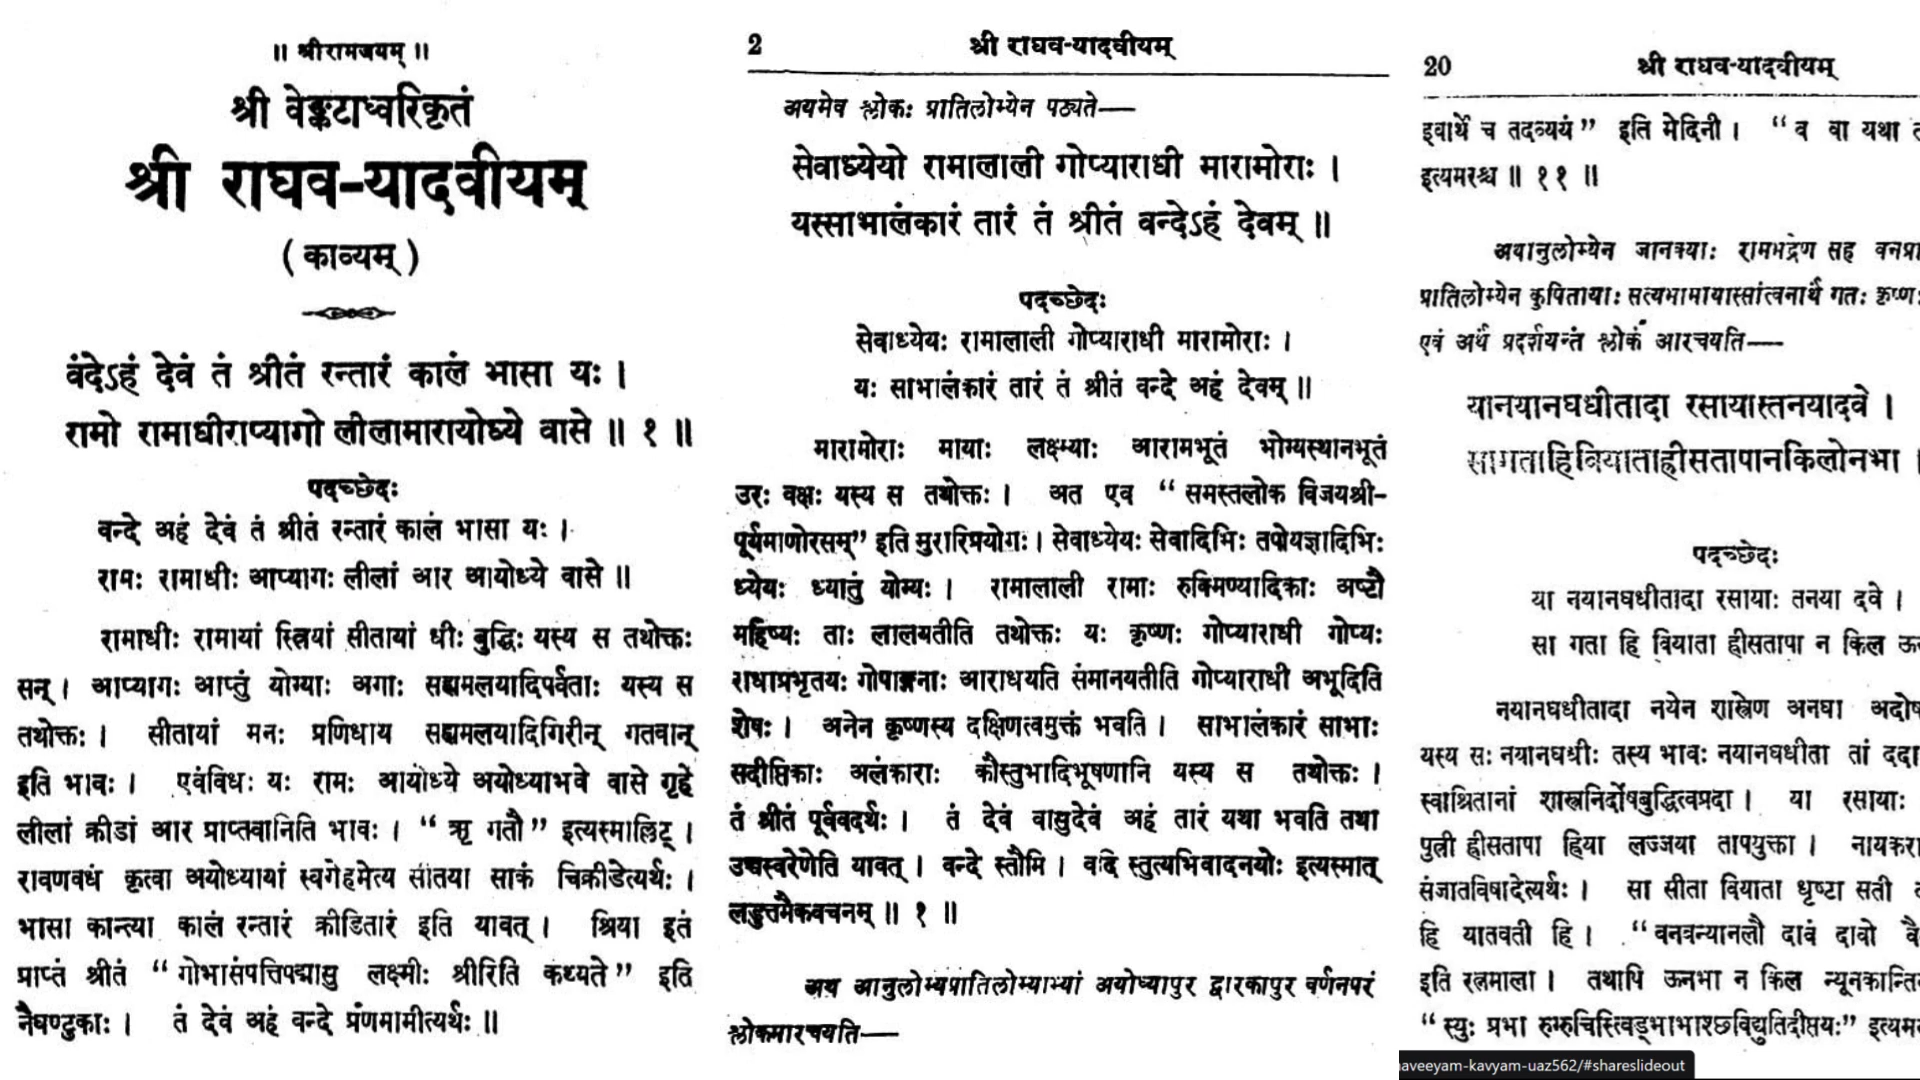 ॥ श्रीरामजयम् ॥
श्री वेङ्कटाध्वरिकृतं
श्री राघव-यादवीयम्
( काव्यम् )
वंदेऽहं देवं तं श्रीतं रन्तारं कालं भासा यः ।
रामो रामाधीराप्यागो लीलामारायोध्ये वासे ॥ १ ॥
पदच्छेदः
वन्दे अहं देवं तं श्रीतं रन्तारं कालं भासा यः ।
रामः रामाधीः आप्यागः लीलां आर आयोध्ये वासे ॥
रामाधीः रामायां स्त्रियां सीतायां धीः बुद्धिः यस्य स तथोक्तः
सन् । आप्यागः आप्तुं योग्याः अगाः सह्यमलयादिपर्वताः यस्य स
तथोक्तः । सीतायां मनः प्रणिधाय सह्यमलयादिगिरीन् गतवान्
इति भावः । एवंविधः यः रामः आयोध्ये अयोध्याभवे वासे गृहे
लीलां क्रीडां आर प्राप्तवानिति भावः । “ ऋ गतौ ” इत्यस्माल्लिट् ।
रावणवधं कृत्वा अयोध्यायां स्वगेहमेत्य सीतया साकं चिक्रीडेत्यर्थः ।
भासा कान्त्या कालं रन्तारं क्रीडितारं इति यावत् । श्रिया इतं
प्राप्तं श्रीतं “ गोभासंपत्तिपद्मासु लक्ष्मीः श्रीरिति कथ्यते ” इति
नैघण्टुकाः । तं देवं अहं वन्दे प्रणमामीत्यर्थः ॥
2 श्री राघव-यादवीयम्
अयमेव श्लोकः प्रातिलोम्येन पठ्यते—
सेवाध्येयो रामालाली गोप्याराधी मारामोराः ।
यस्साभालंकारं तारं तं श्रीतं वन्देऽहं देवम् ॥
पदच्छेदः
सेवाध्येयः रामालाली गोप्याराधी मारामोराः ।
यः साभालंकारं तारं तं श्रीतं वन्दे अहं देवम् ॥
मारामोराः मायाः लक्ष्म्याः आरामभूतं भोग्यस्थानभूतं
उरः वक्षः यस्य स तथोक्तः । अत एव “ समस्तलोक विजयश्री-
पूर्यमाणोरसम् ” इति मुरारिप्रयोगः । सेवाध्येयः सेवादिभिः तपोयज्ञादिभिः
ध्येयः ध्यातुं योग्यः । रामालाली रामाः रुक्मिण्यादिकाः अष्टौ
महिष्यः ताः लालयतीति तथोक्तः यः कृष्णः गोप्याराधी गोप्यः
राधाप्रभृतयः गोपाङ्गनाः आराधयति संमानयतीति गोप्याराधी अभूदिति
शेषः । अनेन कृष्णस्य दक्षिणत्वमुक्तं भवति । साभालंकारं साभाः
सदीप्तिकाः अलंकाराः कौस्तुभादिभूषणानि यस्य स तथोक्तः ।
तं श्रीतं पूर्ववदर्थः । तं देवं वासुदेवं अहं तारं यथा भवति तथा
उच्चस्वरेणेति यावत् । वन्दे स्तौमि । वदि स्तुत्यभिवादनयोः इत्यस्मात्
लडुत्तमैकवचनम् ॥ १ ॥
अथ आनुलोम्यप्रातिलोम्याभ्यां अयोध्यापुर द्वारकापुर वर्णनपरं
श्लोकमारचयति—
20 श्री राघव-यादवीयम्
इवार्थे च तदव्ययं ” इति मेदिनी । “ व वा यथा
इत्यमरश्च ॥ ११ ॥
अथानुलोम्येन जानक्याः रामभद्रेण सह
प्रातिलोम्येन कुपितायाः सत्यभामायास्सांत्वनार्थं गतः कृष्णः
एवं अर्थं प्रदर्शयन्तं श्लोकं आरचयति—
यानयानघधीतादा रसायास्तनयादवे ।
सागताहिवियाताह्रीसतापानकिलोनभा ।
पदच्छेदः
या नयानघधीतादा रसायाः तनया दवे ।
सा गता हि वियाता ह्रीसतापा न किल
नयानघधीतादा नयेन शास्त्रेण अनघा
यस्य सः नयानघधीः तस्य भावः नयानघधीता तां
स्वाश्रितानां शास्त्रनिर्दोषबुद्धित्वप्रदा । या रसायाः
पुत्री ह्रीसतापा ह्रिया लज्जया तापयुक्ता ।
संजातविषादेत्यर्थः । सा सीता वियाता धृष्टा सती
हि यातवती हि । “ वनवन्यानलौ दावं दावो
इति रत्नमाला । तथापि ऊनभा न किल
“ स्युः प्रभा रुग्रुचिस्त्विड्भाभाश्छविद्युतिदीप्तयः ”
aveeyam-kavyam-uaz562/#shareslideout